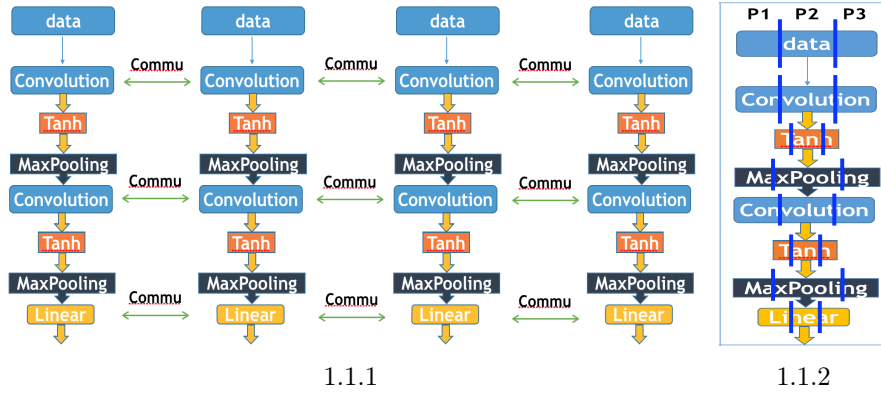 P1 P2 P3
data data data data data
Commu Commu Commu
Convolution Convolution Convolution Convolution Convolution
Tanh Tanh Tanh Tanh Tanh
MaxPooling MaxPooling MaxPooling MaxPooling MaxPooling
Commu Commu Commu
Convolution Convolution Convolution Convolution Convolution
Tanh Tanh Tanh Tanh Tanh
MaxPooling MaxPooling MaxPooling MaxPooling MaxPooling
Commu Commu Commu
Linear Linear Linear Linear Linear
1.1.1 1.1.2